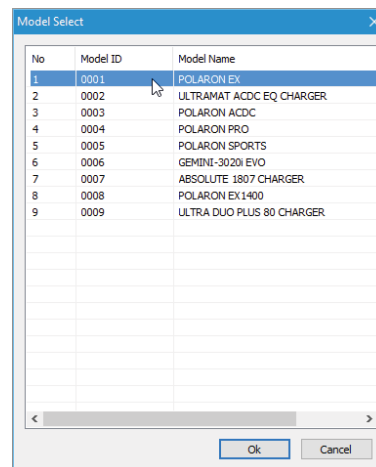 Model Select
No Model ID Model Name
1 0001 POLARON EX
2 0002 ULTRAMAT ACDC EQ CHARGER
3 0003 POLARON ACDC
4 0004 POLARON PRO
5 0005 POLARON SPORTS
6 0006 GEMINI-3020i EVO
7 0007 ABSOLUTE 1807 CHARGER
8 0008 POLARON EX1400
9 0009 ULTRA DUO PLUS 80 CHARGER
Ok Cancel